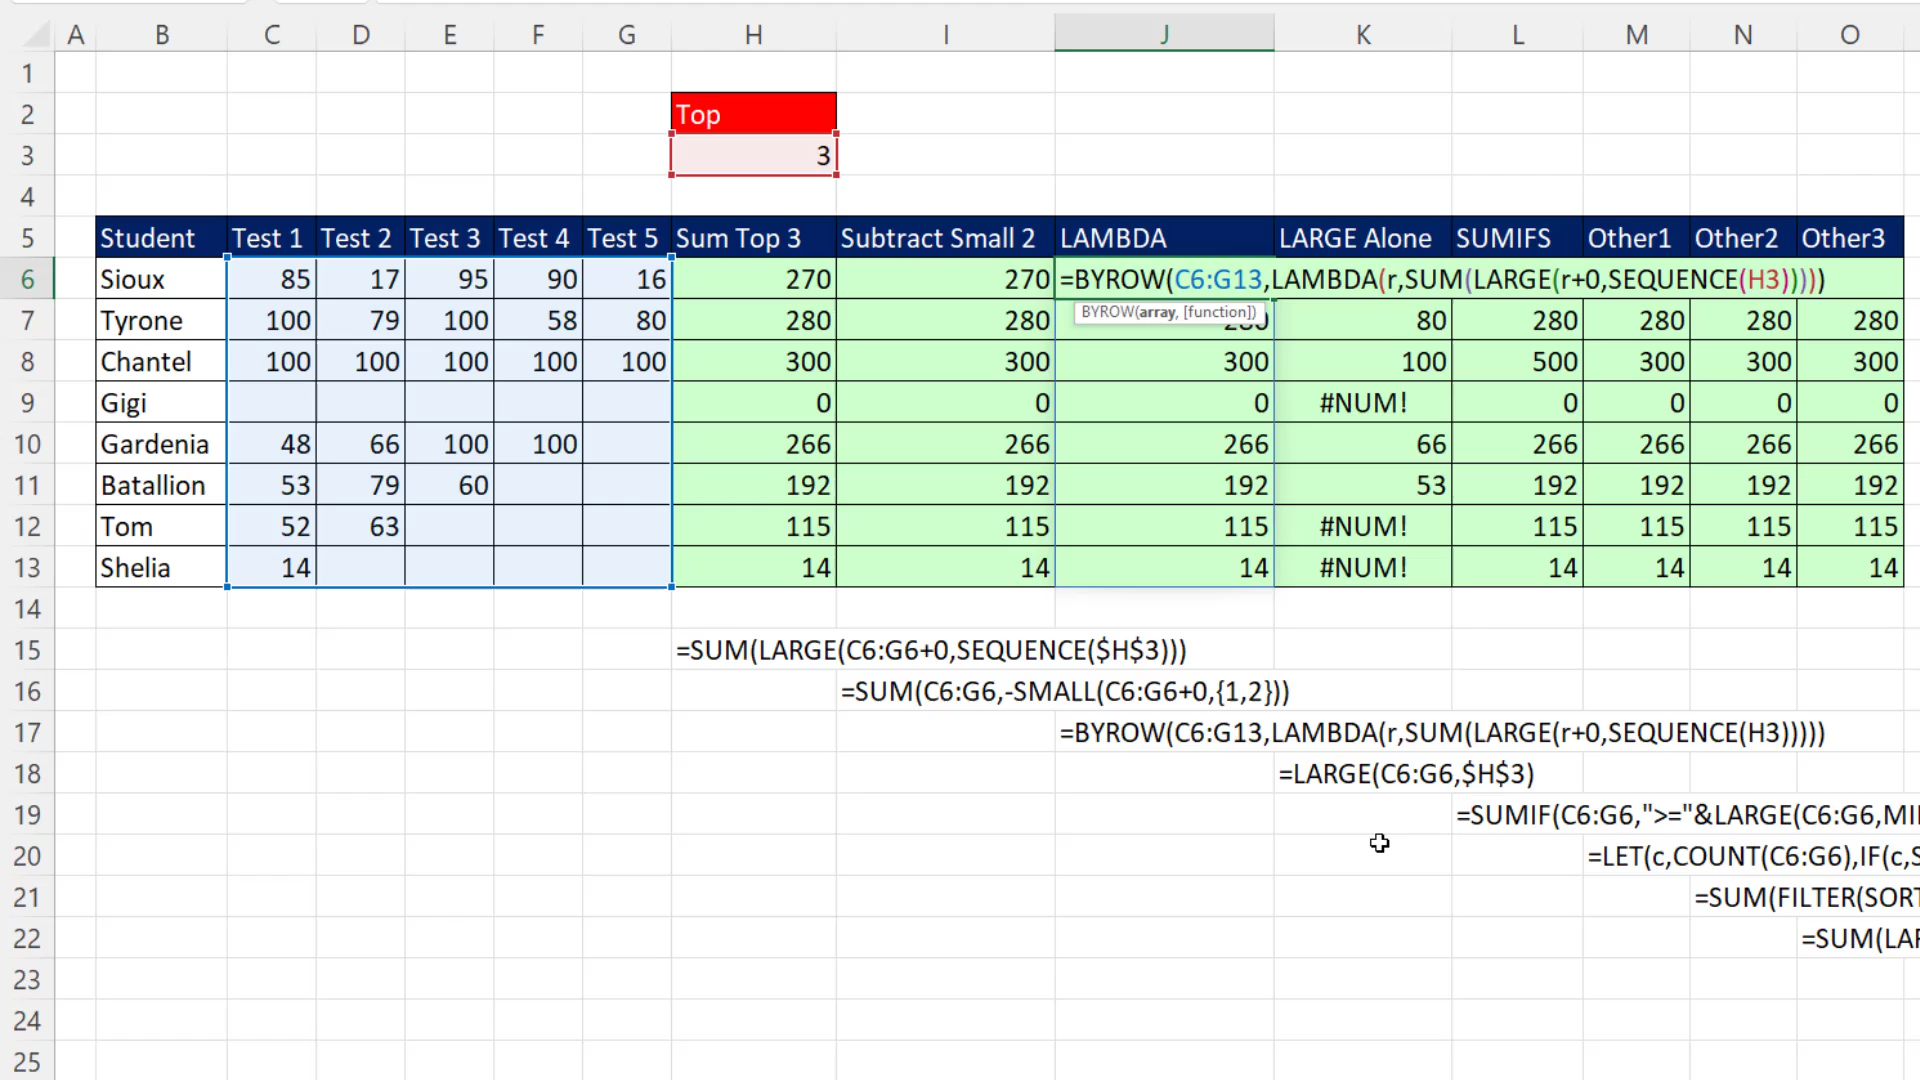 A B C D E F G H I J K L M N O
1
2 Top
3 3
4
5 Student Test 1 Test 2 Test 3 Test 4 Test 5 Sum Top 3 Subtract Small 2 LAMBDA LARGE Alone SUMIFS Other1 Other2 Other3
6 Sioux 85 17 95 90 16 270 270 =BYROW(C6:G13,LAMBDA(r,SUM(LARGE(r+0,SEQUENCE(H3)))))
BYROW(array, [function])
7 Tyrone 100 79 100 58 80 280 280 280 80 280 280 280 280
8 Chantel 100 100 100 100 100 300 300 300 100 500 300 300 300
9 Gigi 0 0 0 #NUM! 0 0 0 0
10 Gardenia 48 66 100 100 266 266 266 66 266 266 266 266
11 Batallion 53 79 60 192 192 192 53 192 192 192 192
12 Tom 52 63 115 115 115 #NUM! 115 115 115 115
13 Shelia 14 14 14 14 #NUM! 14 14 14 14
14
15 =SUM(LARGE(C6:G6+0,SEQUENCE($H$3)))
16 =SUM(C6:G6,-SMALL(C6:G6+0,{1,2}))
17 =BYROW(C6:G13,LAMBDA(r,SUM(LARGE(r+0,SEQUENCE(H3)))))
18 =LARGE(C6:G6,$H$3)
19 =SUMIF(C6:G6,">="&LARGE(C6:G6,MI
20 =LET(c,COUNT(C6:G6),IF(c,S
21 =SUM(FILTER(SORT
22 =SUM(LAR
23
24
25